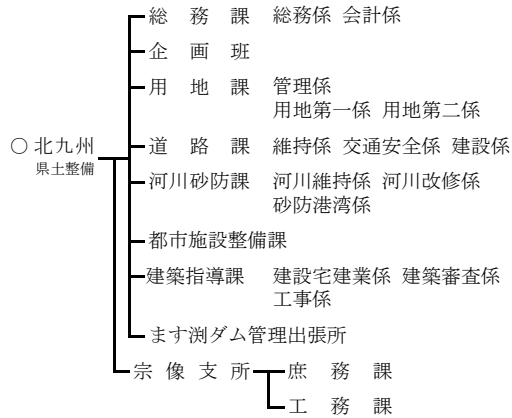 総務課 総務係 会計係
企画班
用地課 管理係
用地第一係 用地第二係
○北九州
県土整備
道路課 維持係 交通安全係 建設係
河川砂防課 河川維持係 河川改修係
砂防港湾係
都市施設整備課
建築指導課 建設宅建業係 建築審査係
工事係
ます渕ダム管理出張所
宗像支所 庶務課
工務課